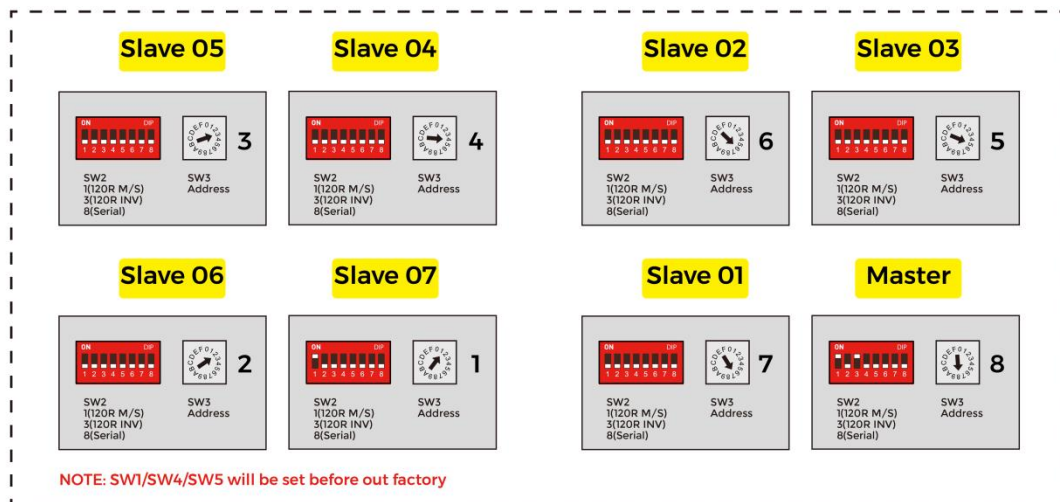 Slave 05
Slave 04
Slave 02
Slave 03
ON DIP
1 2 3 4 5 6 7 8
3
SW2
1(120R M/S)
3(120R INV)
8(Serial)
SW3
Address
ON DIP
1 2 3 4 5 6 7 8
4
SW2
1(120R M/S)
3(120R INV)
8(Serial)
SW3
Address
ON DIP
1 2 3 4 5 6 7 8
6
SW2
1(120R M/S)
3(120R INV)
8(Serial)
SW3
Address
ON DIP
1 2 3 4 5 6 7 8
5
SW2
1(120R M/S)
3(120R INV)
8(Serial)
SW3
Address
Slave 06
Slave 07
Slave 01
Master
ON DIP
1 2 3 4 5 6 7 8
2
SW2
1(120R M/S)
3(120R INV)
8(Serial)
SW3
Address
ON DIP
1 2 3 4 5 6 7 8
1
SW2
1(120R M/S)
3(120R INV)
8(Serial)
SW3
Address
ON DIP
1 2 3 4 5 6 7 8
7
SW2
1(120R M/S)
3(120R INV)
8(Serial)
SW3
Address
ON DIP
1 2 3 4 5 6 7 8
8
SW2
1(120R M/S)
3(120R INV)
8(Serial)
SW3
Address
NOTE: SW1/SW4/SW5 will be set before out factory